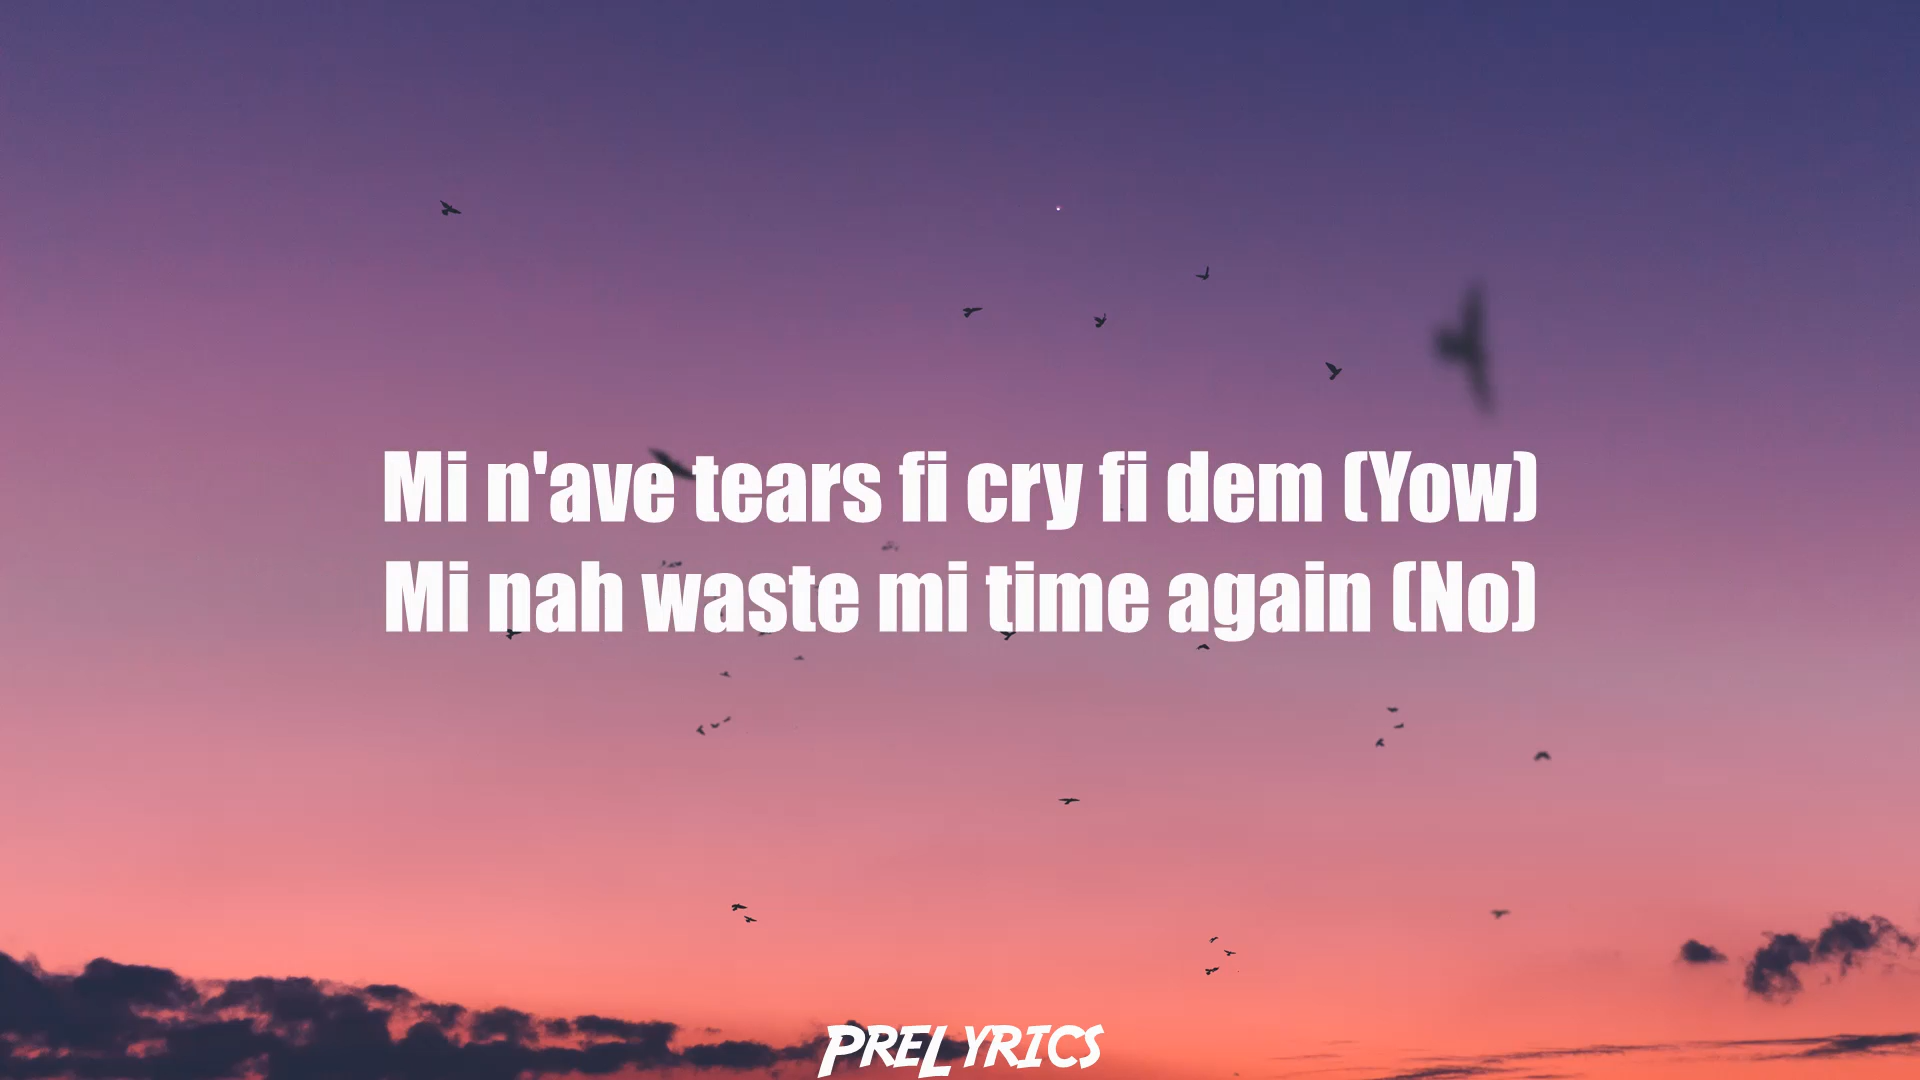 Mi n'ave tears fi cry fi dem (Yow)
Mi nah waste mi time again (No)
PRELYRICS